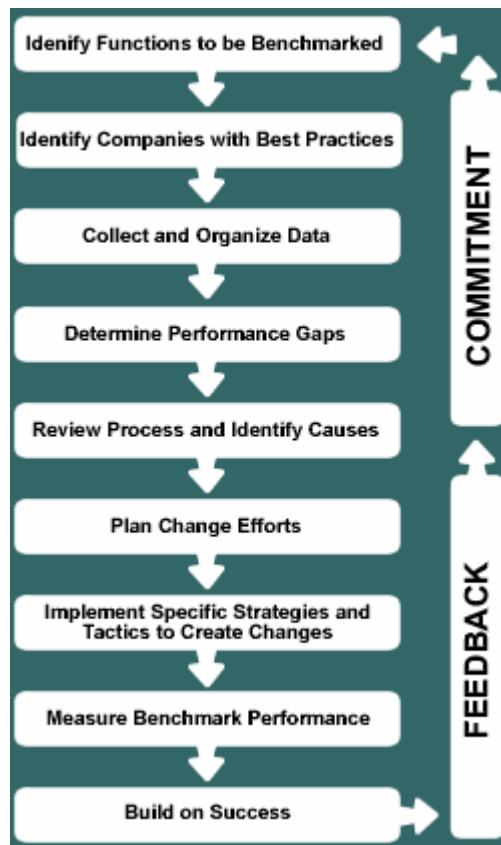 Idenify Functions to be Benchmarked
Identify Companies with Best Practices
Collect and Organize Data
Determine Performance Gaps
Review Process and Identify Causes
Plan Change Efforts
Implement Specific Strategies and
Tactics to Create Changes
Measure Benchmark Performance
Build on Success
COMMITMENT
FEEDBACK